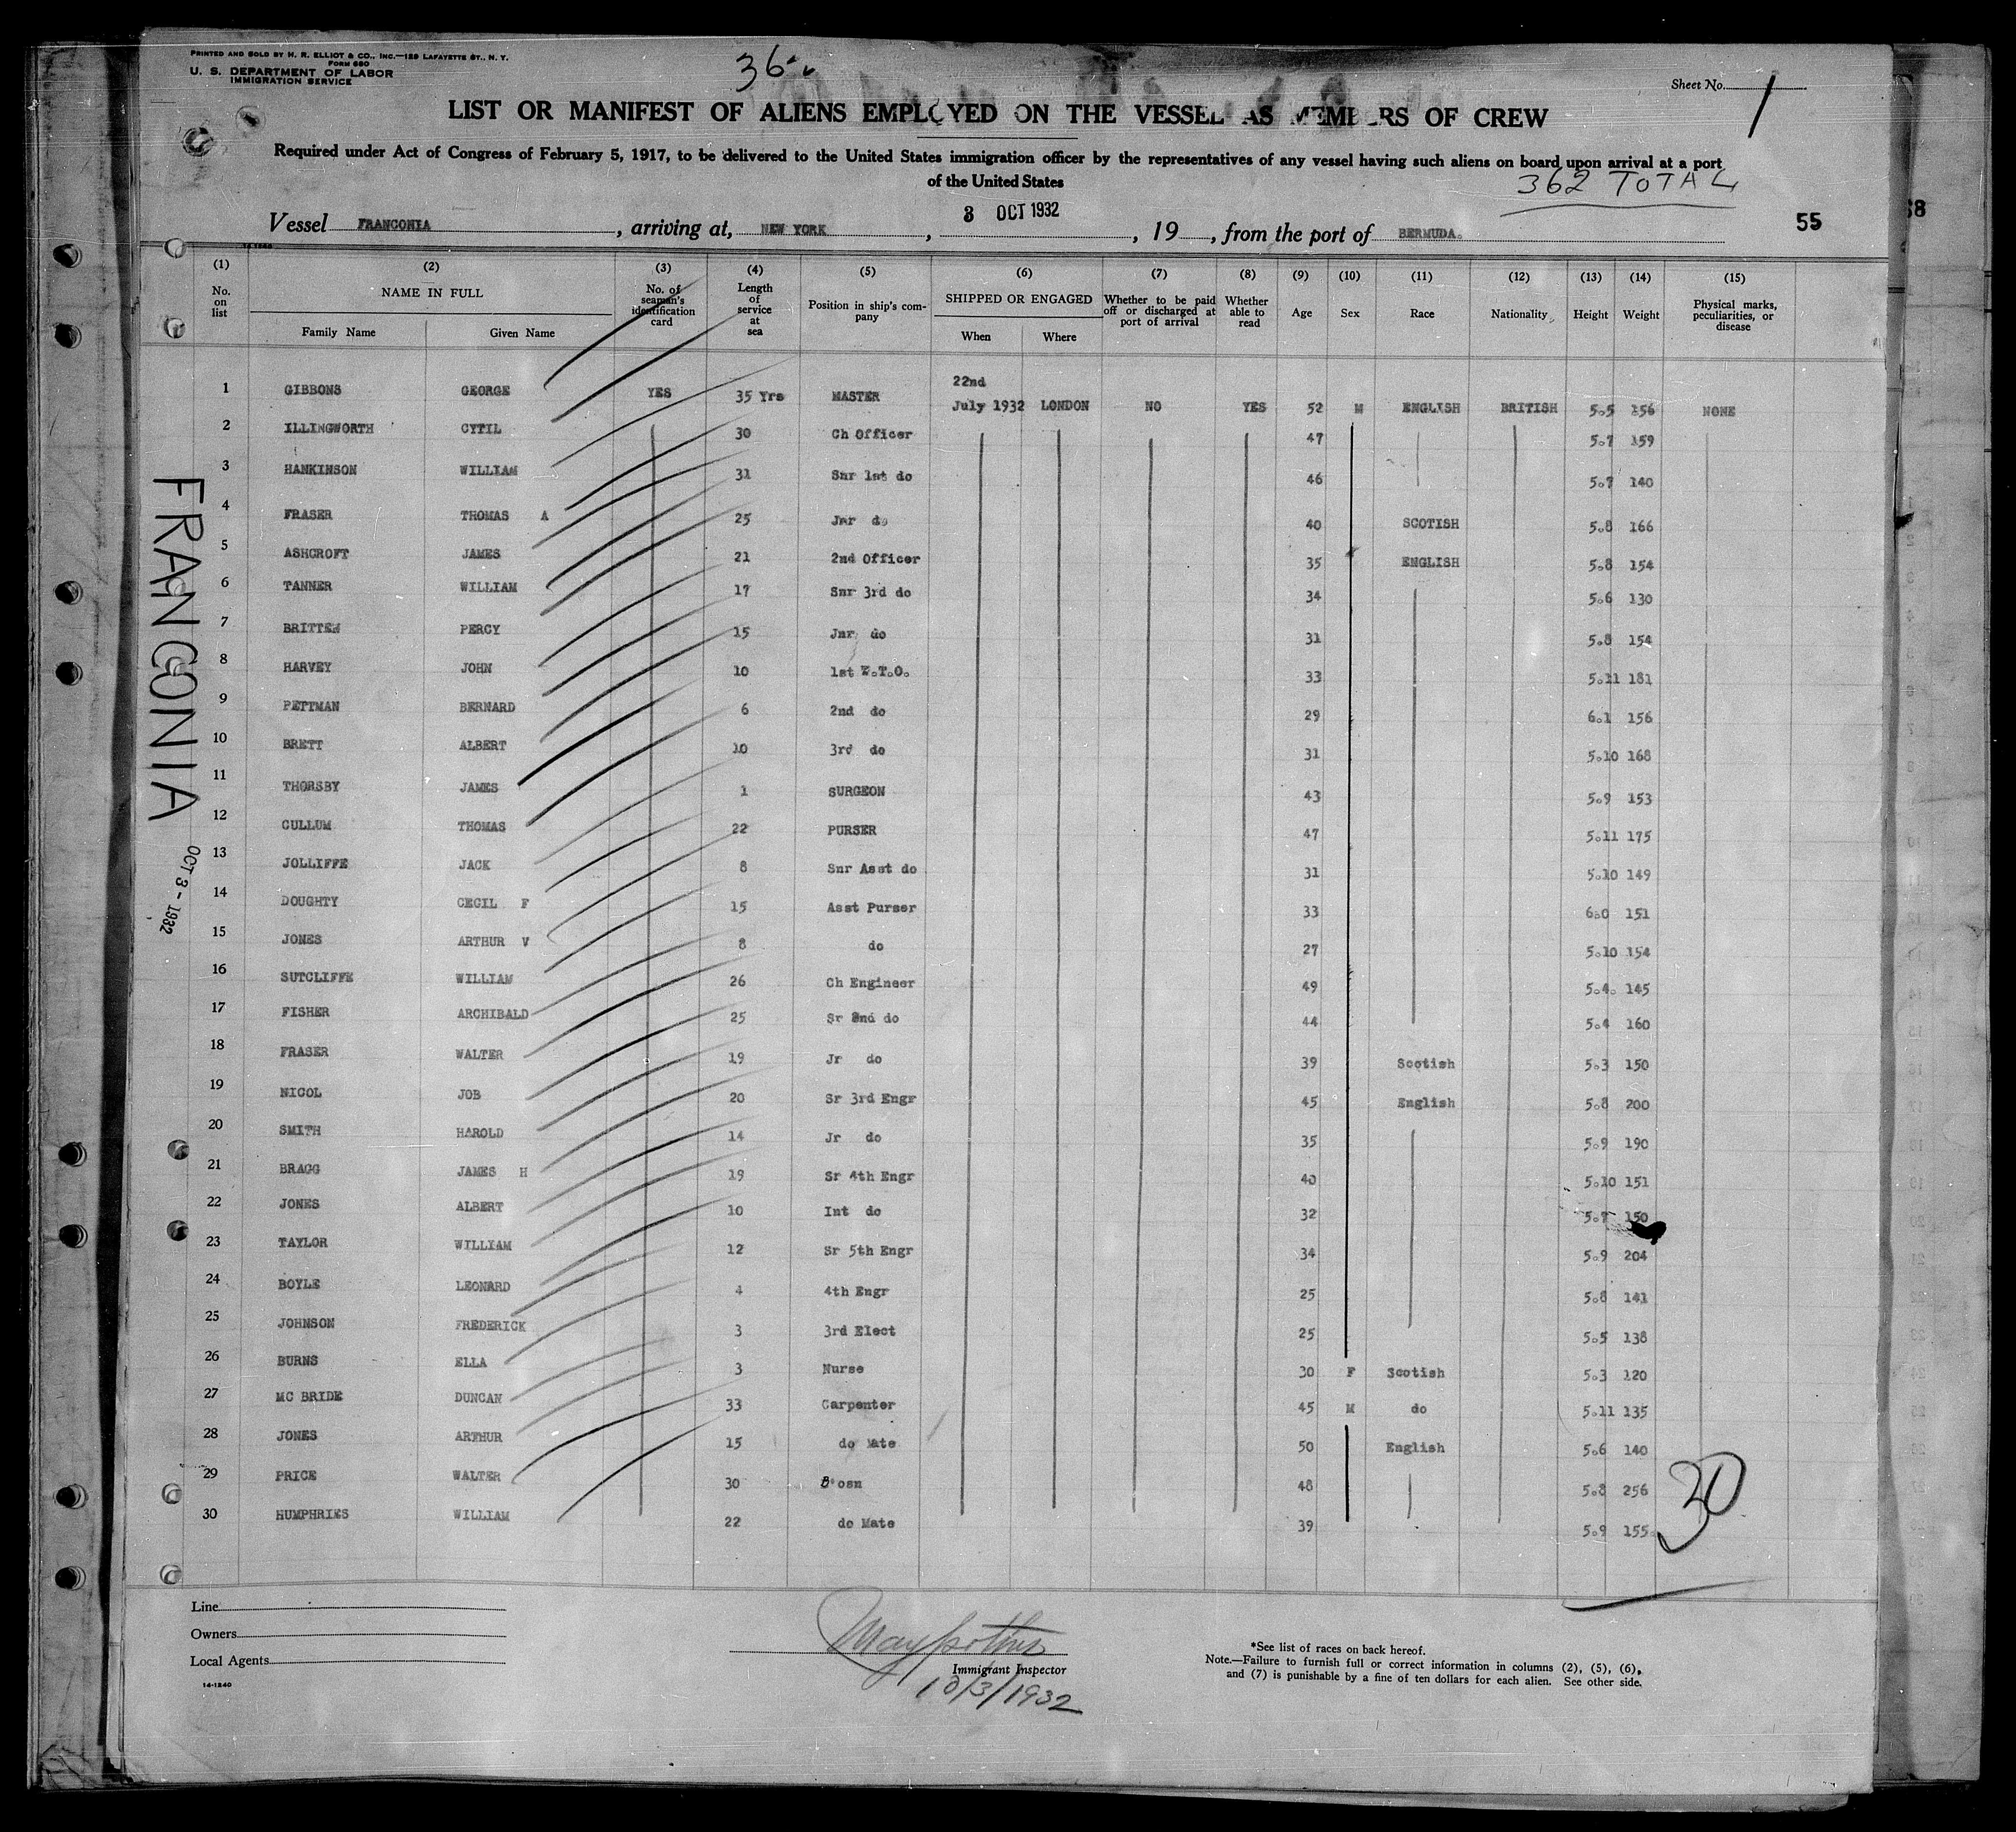 PRINTED AND SOLD BY H. R. ELLIOT & CO., INC.—129 LAFAYETTE ST., N. Y.
FORM 680
U. S. DEPARTMENT OF LABOR
IMMIGRATION SERVICE
36
Sheet No. 1
LIST OR MANIFEST OF ALIENS EMPLOYED ON THE VESSEL AS MEMBERS OF CREW
Required under Act of Congress of February 5, 1917, to be delivered to the United States immigration officer by the representatives of any vessel having such aliens on board upon arrival at a port
of the United States
362 TOTAL
Vessel FRANCONIA, arriving at, NEW YORK, 3 OCT 1932, 19, from the port of BERMUDA.
55
14-1240
(1) (2) (3) (4) (5) (6) (7) (8) (9) (10) (11) (12) (13) (14) (15)
No. on list NAME IN FULL Family Name Given Name No. of seaman's identification card Length of service at sea Position in ship's company SHIPPED OR ENGAGED When Where Whether to be paid off or discharged at port of arrival Whether able to read Age Sex Race Nationality Height Weight Physical marks, peculiarities, or disease
1 GIBBONS GEORGE YES 35 Yrs MASTER 22nd July 1932 LONDON NO YES 52 M ENGLISH BRITISH 5.5 156 NONE
2 ILLINGWORTH CYTIL 30 Ch Officer 47 5.7 159
3 HANKINSON WILLIAM 31 Snr 1st do 46 5.7 140
4 FRASER THOMAS A 25 Jnr do 40 SCOTISH 5.8 166
5 ASHCROFT JAMES 21 2nd Officer 35 ENGLISH 5.8 154
6 TANNER WILLIAM 17 Snr 3rd do 34 5.6 130
7 BRITTEN PERCY 15 Jnr do 31 5.8 154
8 HARVEY JOHN 10 1st W.T.O. 33 5.11 181
9 PETTMAN BERNARD 6 2nd do 29 6.1 156
10 BRETT ALBERT 10 3rd do 31 5.10 168
11 THORSBY JAMES 1 SURGEON 43 5.9 153
12 CULLUM THOMAS 22 PURSER 47 5.11 175
13 JOLLIFFE JACK 8 Snr Asst do 31 5.10 149
14 DOUGHTY CECIL F 15 Asst Purser 33 6.0 151
15 JONES ARTHUR V 8 do 27 5.10 154
16 SUTCLIFFE WILLIAM 26 Ch Engineer 49 5.4. 145
17 FISHER ARCHIBALD 25 Sr 2nd do 44 5.4 160
18 FRASER WALTER 19 Jr do 39 Scotish 5.3 150
19 NICOL JOB 20 Sr 3rd Engr 45 English 5.8 200
20 SMITH HAROLD 14 Jr do 35 5.9 190
21 BRAGG JAMES H 19 Sr 4th Engr 40 5.10 151
22 JONES ALBERT 10 Int do 32 5.7 150
23 TAYLOR WILLIAM 12 Sr 5th Engr 34 5.9 204
24 BOYLE LEONARD 4 4th Engr 25 5.8 141
25 JOHNSON FREDERICK 3 3rd Elect 25 5.5 138
26 BURNS ELLA 3 Nurse 30 F Scotish 5.3 120
27 MC BRIDE DUNCAN 33 Carpenter 45 M do 5.11 135
28 JONES ARTHUR 15 do Mate 50 English 5.6 140
29 PRICE WALTER 30 B'osn 48 5.8 256
30 HUMPHRIES WILLIAM 22 do Mate 39 5.9 155
30
FRANCONIA
OCT 3 - 1932
Line
Owners
Local Agents
14-1240
Immigrant Inspector
10/3/1932
*See list of races on back hereof.
Note.—Failure to furnish full or correct information in columns (2), (5), (6),
and (7) is punishable by a fine of ten dollars for each alien. See other side.